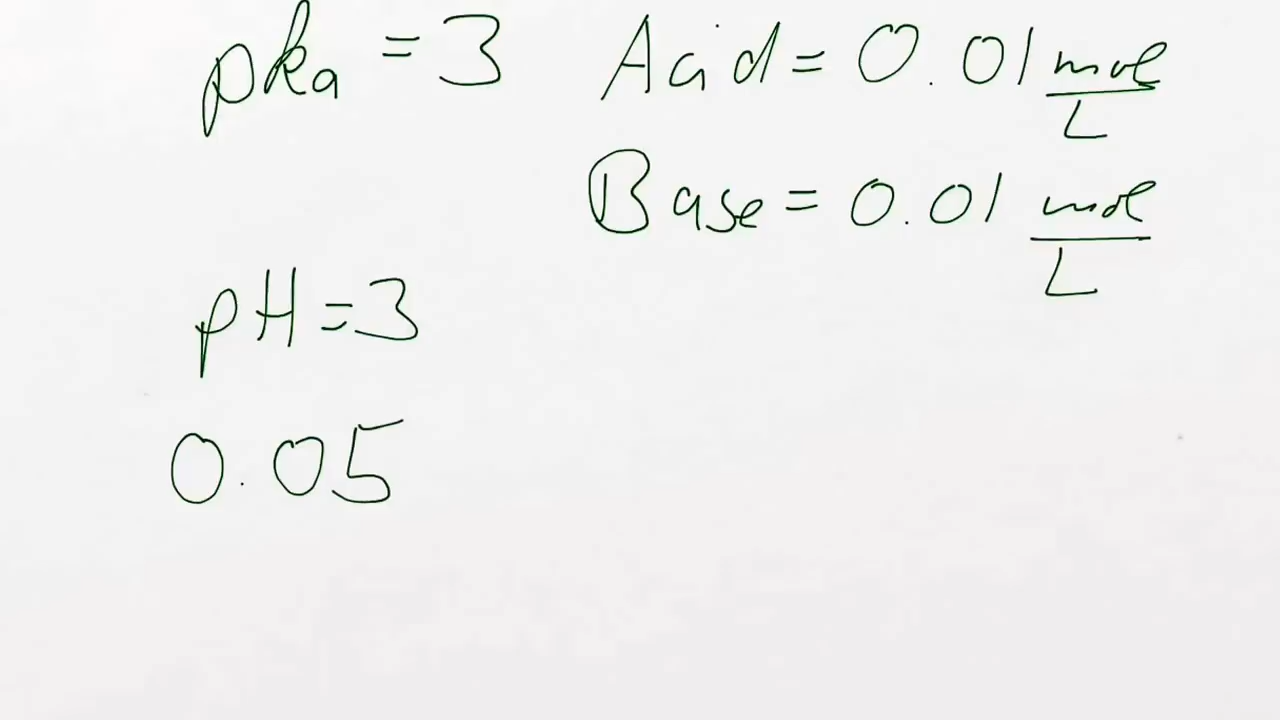 pka = 3
Acid = 0.01 mol/L
Base = 0.01 mol/L
pH = 3
0.05